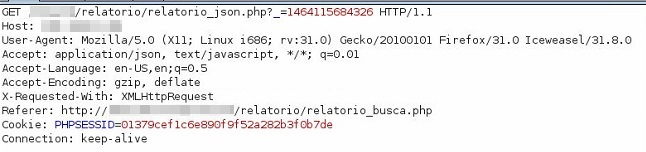 GET /relatorio/relatorio_json.php?_=1464115684326 HTTP/1.1
Host:
User-Agent: Mozilla/5.0 (X11; Linux i686; rv:31.0) Gecko/20100101 Firefox/31.0 Iceweasel/31.8.0
Accept: application/json, text/javascript, */*; q=0.01
Accept-Language: en-US,en;q=0.5
Accept-Encoding: gzip, deflate
X-Requested-With: XMLHttpRequest
Referer: http:///relatorio/relatorio_busca.php
Cookie: PHPSESSID=01379cef1c6e890f9f52a282b3f0b7de
Connection: keep-alive